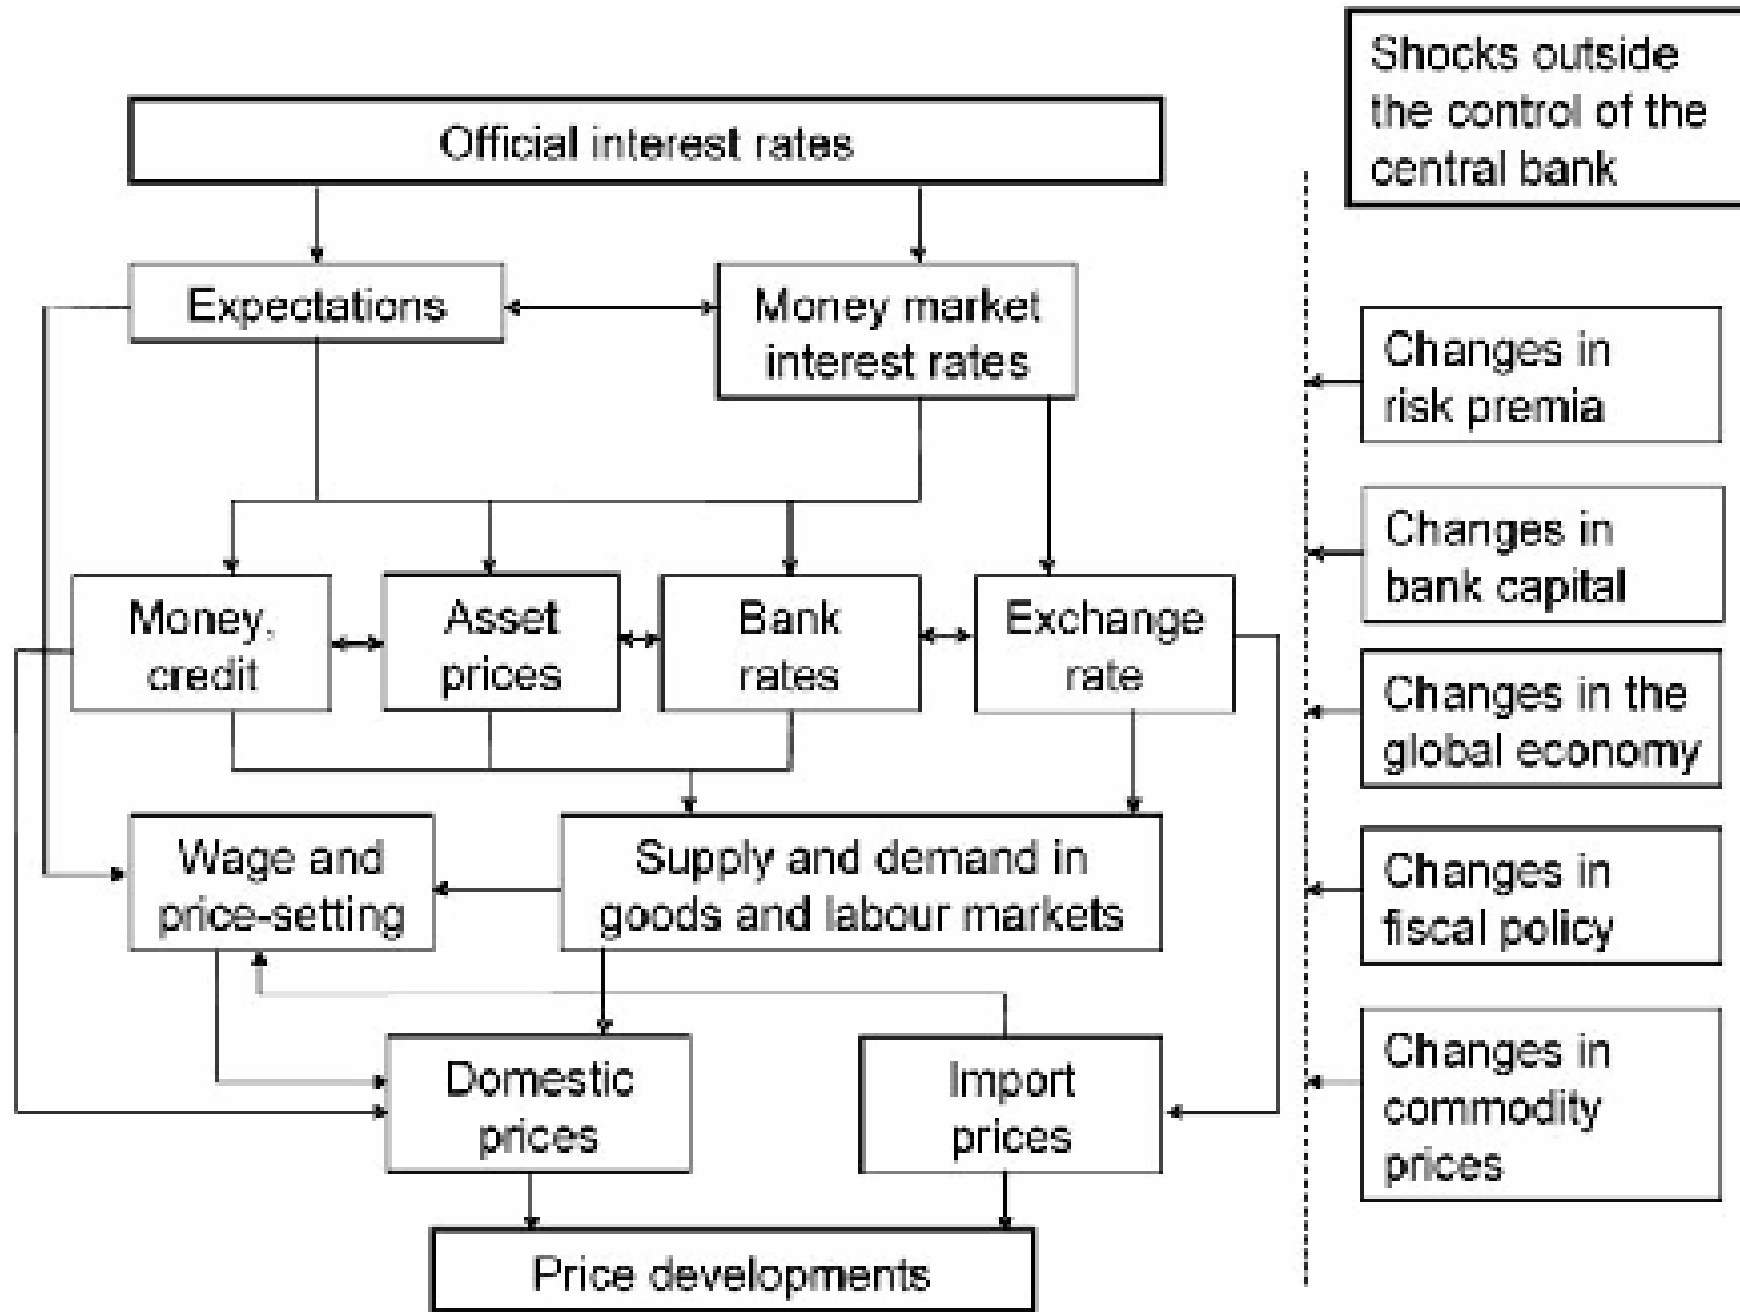 Shocks outside
the control of the
central bank
Official interest rates
Expectations
Money market
interest rates
Changes in
risk premia
Changes in
bank capital
Money,
credit
Asset
prices
Bank
rates
Exchange
rate
Changes in the
global economy
Wage and
price-setting
Supply and demand in
goods and labour markets
Changes in
fiscal policy
Domestic
prices
Import
prices
Changes in
commodity
prices
Price developments